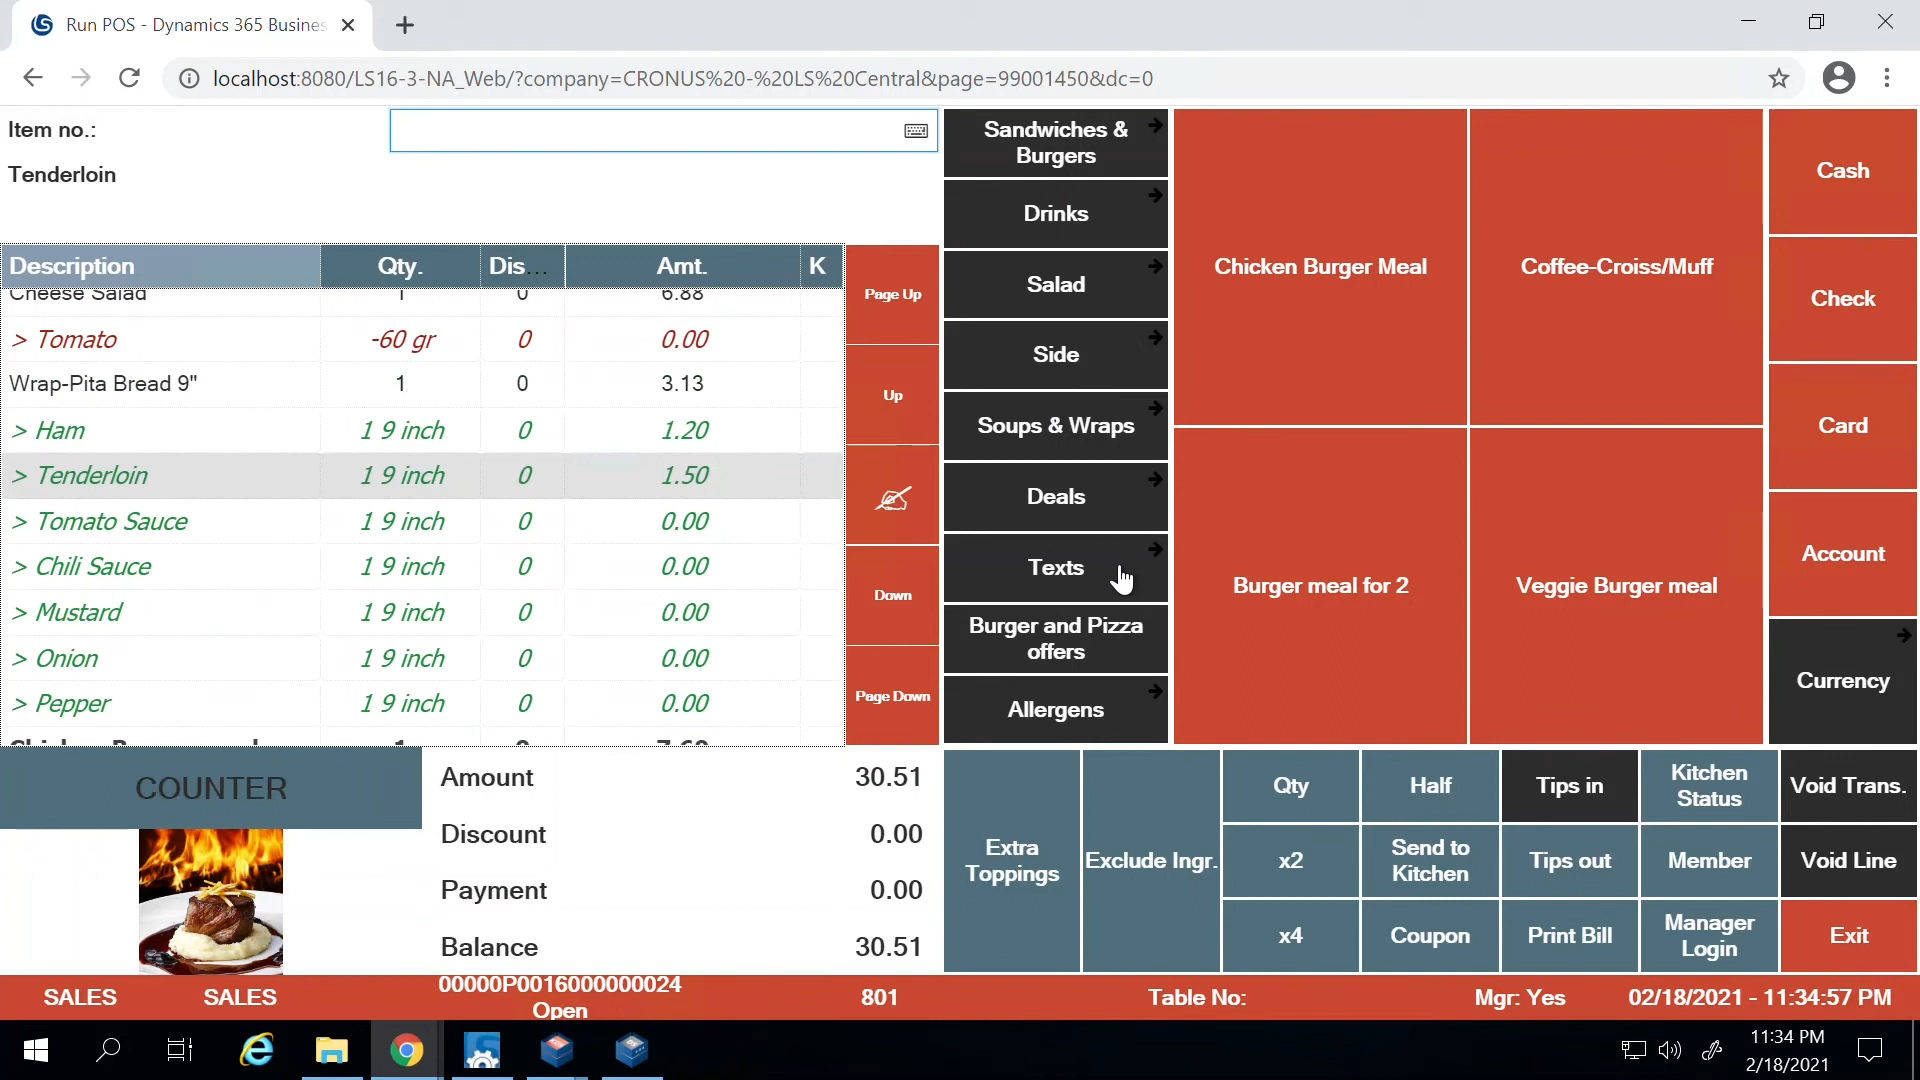 Run POS - Dynamics 365 Busines
localhost:8080/LS16-3-NA_Web/?company=CRONUS%20-%20LS%20Central&page=99001450&dc=0
Item no.:
Tenderloin
Description Qty. Dis... Amt. K
Cheese Salad 1 0 6.88
> Tomato -60 gr 0 0.00
Wrap-Pita Bread 9" 1 0 3.13
> Ham 1 9 inch 0 1.20
> Tenderloin 1 9 inch 0 1.50
> Tomato Sauce 1 9 inch 0 0.00
> Chili Sauce 1 9 inch 0 0.00
> Mustard 1 9 inch 0 0.00
> Onion 1 9 inch 0 0.00
> Pepper 1 9 inch 0 0.00
Page Up
Up
Down
Page Down
Sandwiches &
Burgers
Drinks
Salad
Side
Soups & Wraps
Deals
Texts
Burger and Pizza
offers
Allergens
Chicken Burger Meal
Coffee-Croiss/Muff
Burger meal for 2
Veggie Burger meal
Cash
Check
Card
Account
Currency
COUNTER
Amount 30.51
Discount 0.00
Payment 0.00
Balance 30.51
Extra
Toppings
Exclude Ingr.
Qty
Half
Tips in
Kitchen
Status
Void Trans.
x2
Send to
Kitchen
Tips out
Member
Void Line
x4
Coupon
Print Bill
Manager
Login
Exit
SALES
SALES
00000P0016000000024
Open
801
Table No:
Mgr: Yes
02/18/2021 - 11:34:57 PM
11:34 PM
2/18/2021